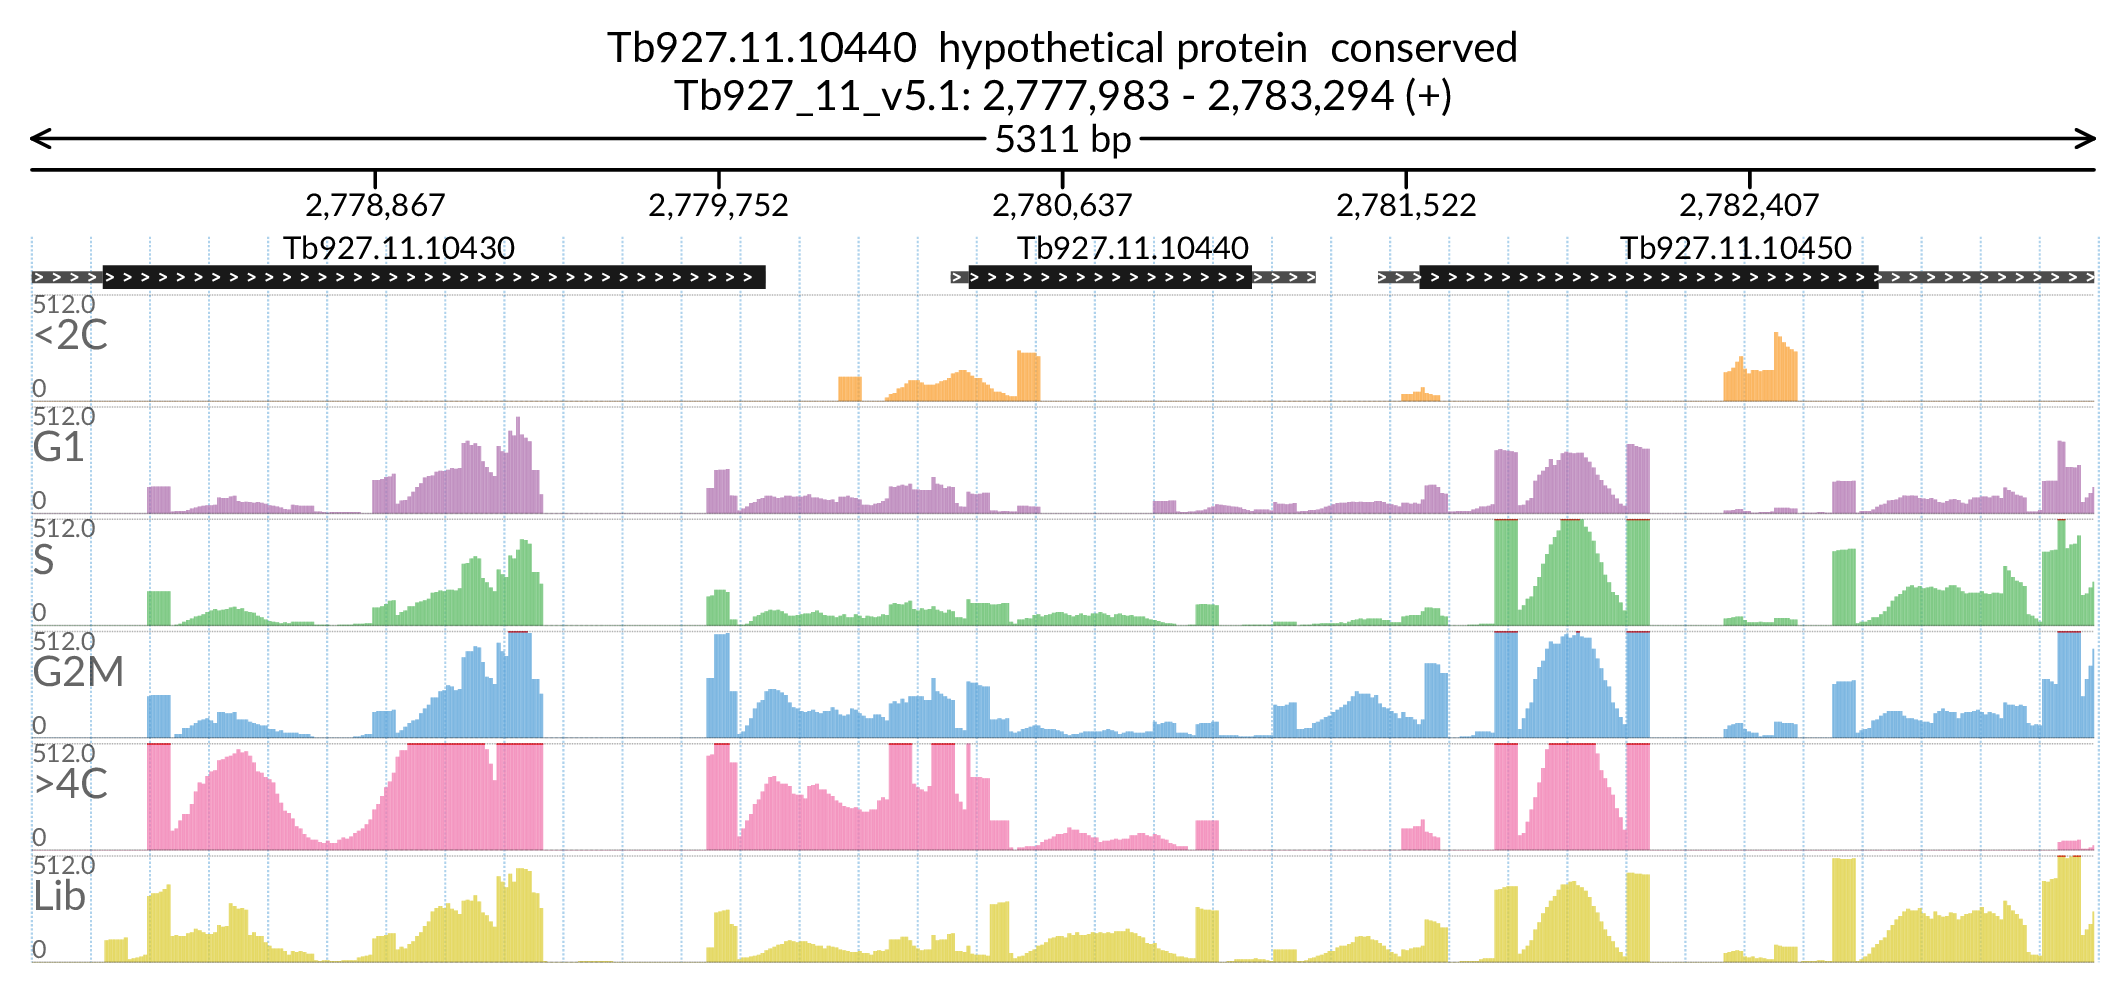 Tb927.11.10440  hypothetical protein  conserved
Tb927_11_v5.1: 2,777,983 - 2,783,294 (+)
5311 bp
2,778,867 2,779,752 2,780,637 2,781,522 2,782,407
Tb927.11.10430 Tb927.11.10440 Tb927.11.10450
512.0
<2C
0
512.0
G1
0
512.0
S
0
512.0
G2M
0
512.0
>4C
0
512.0
Lib
0